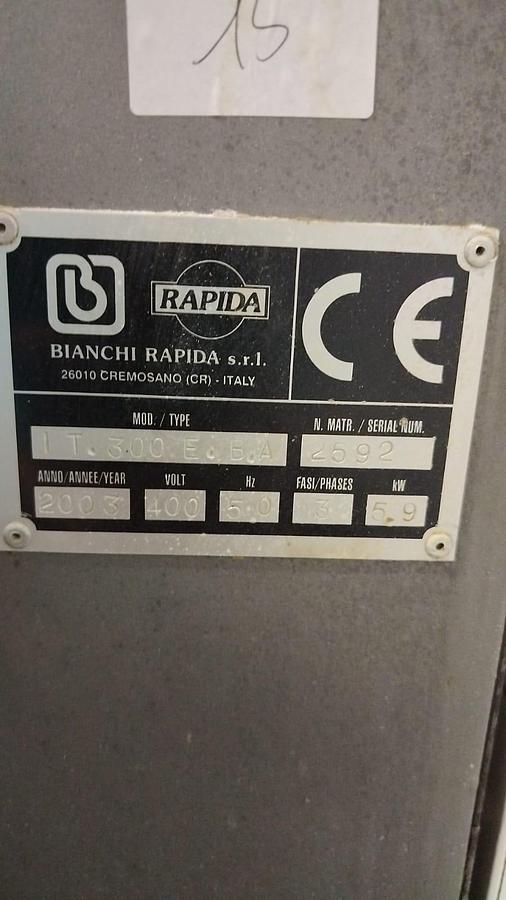 15
B
RAPIDA
BIANCHI RAPIDA s.r.l.
26010 CREMOSANO (CR) - ITALY
CE
MOD. / TYPE
N. MATR. / SERIAL NUM.
IT.300.E.BA
2592
ANNO/ANNEE/YEAR
VOLT
Hz
FASI/PHASES
kW
2003
400
50
3
5.9